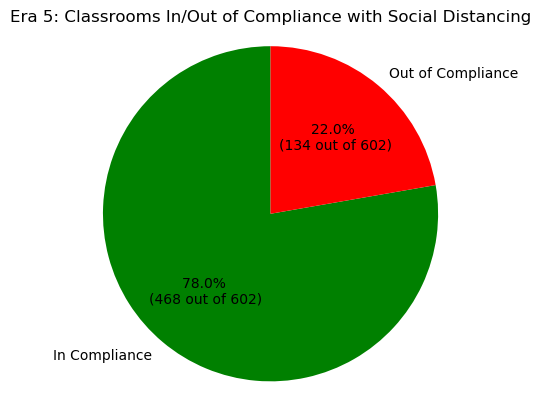 Era 5: Classrooms In/Out of Compliance with Social Distancing
Out of Compliance
22.0%
(134 out of 602)
78.0%
(468 out of 602)
In Compliance